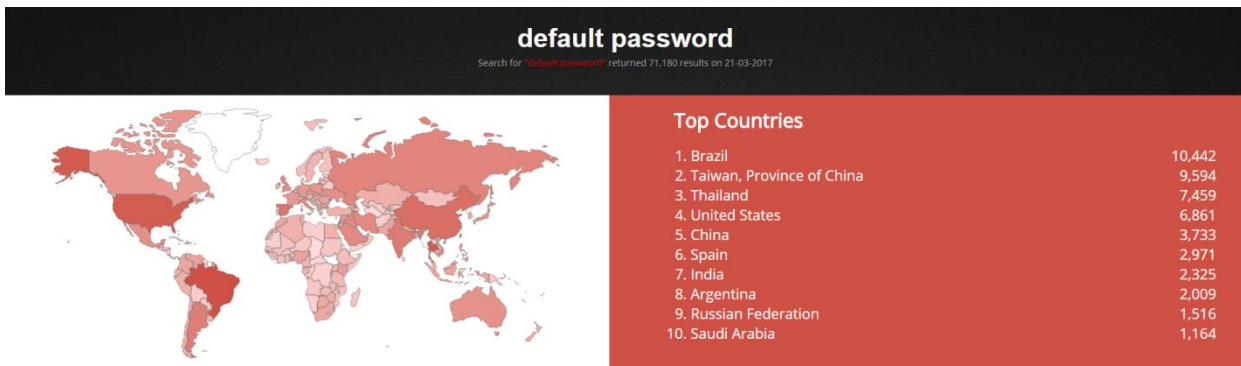 default password
Search for "default password" returned 71,180 results on 21-03-2017
Top Countries
1. Brazil 10,442
2. Taiwan, Province of China 9,594
3. Thailand 7,459
4. United States 6,861
5. China 3,733
6. Spain 2,971
7. India 2,325
8. Argentina 2,009
9. Russian Federation 1,516
10. Saudi Arabia 1,164